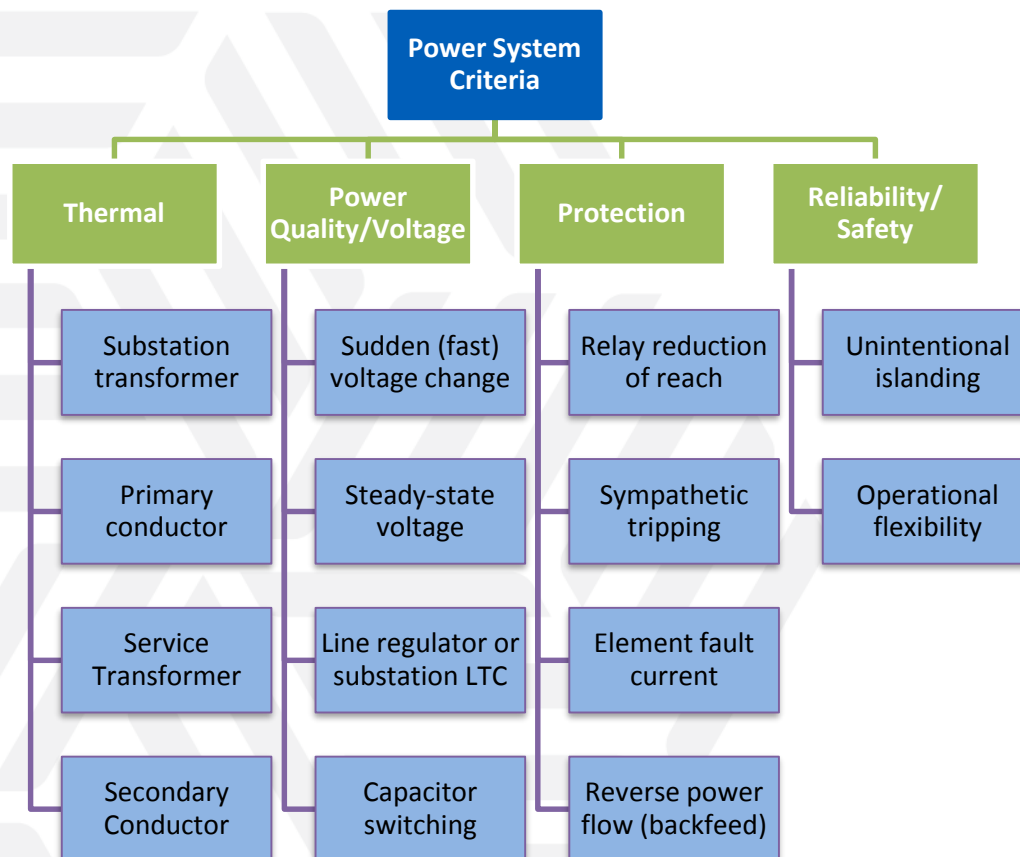 Power System
Criteria
Thermal
Power
Quality/Voltage
Protection
Reliability/
Safety
Substation
transformer
Primary
conductor
Service
Transformer
Secondary
Conductor
Sudden (fast)
voltage change
Steady-state
voltage
Line regulator or
substation LTC
Capacitor
switching
Relay reduction
of reach
Sympathetic
tripping
Element fault
current
Reverse power
flow (backfeed)
Unintentional
islanding
Operational
flexibility